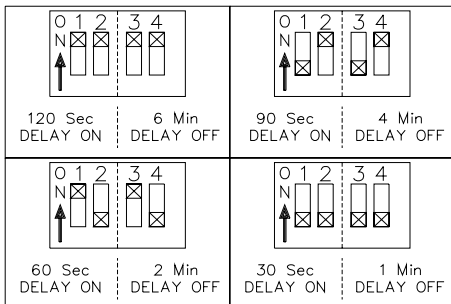 O 1 2 3 4
N
120 Sec 6 Min
DELAY ON DELAY OFF
O 1 2 3 4
N
90 Sec 4 Min
DELAY ON DELAY OFF
O 1 2 3 4
N
60 Sec 2 Min
DELAY ON DELAY OFF
O 1 2 3 4
N
30 Sec 1 Min
DELAY ON DELAY OFF